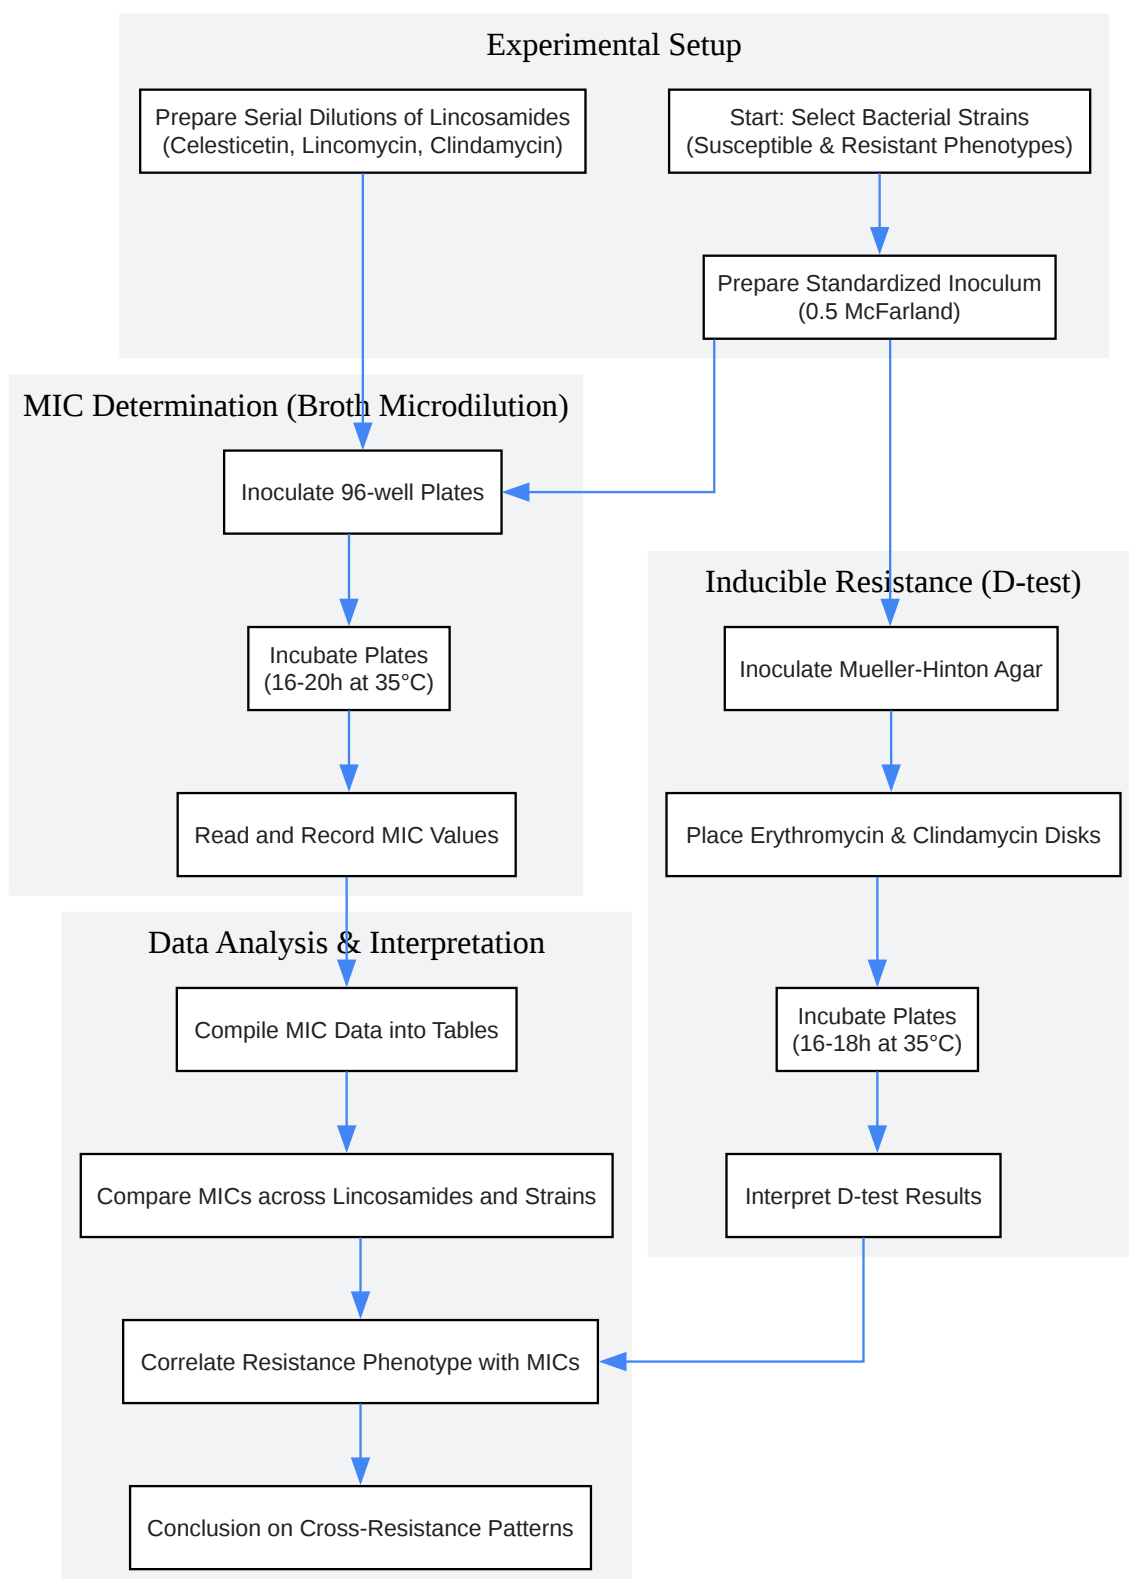 Experimental Setup
Prepare Serial Dilutions of Lincosamides
(Celesticetin, Lincomycin, Clindamycin)
Start: Select Bacterial Strains
(Susceptible & Resistant Phenotypes)
Prepare Standardized Inoculum
(0.5 McFarland)
MIC Determination (Broth Microdilution)
Inoculate 96-well Plates
Incubate Plates
(16-20h at 35°C)
Read and Record MIC Values
Inducible Resistance (D-test)
Inoculate Mueller-Hinton Agar
Place Erythromycin & Clindamycin Disks
Incubate Plates
(16-18h at 35°C)
Interpret D-test Results
Data Analysis & Interpretation
Compile MIC Data into Tables
Compare MICs across Lincosamides and Strains
Correlate Resistance Phenotype with MICs
Conclusion on Cross-Resistance Patterns